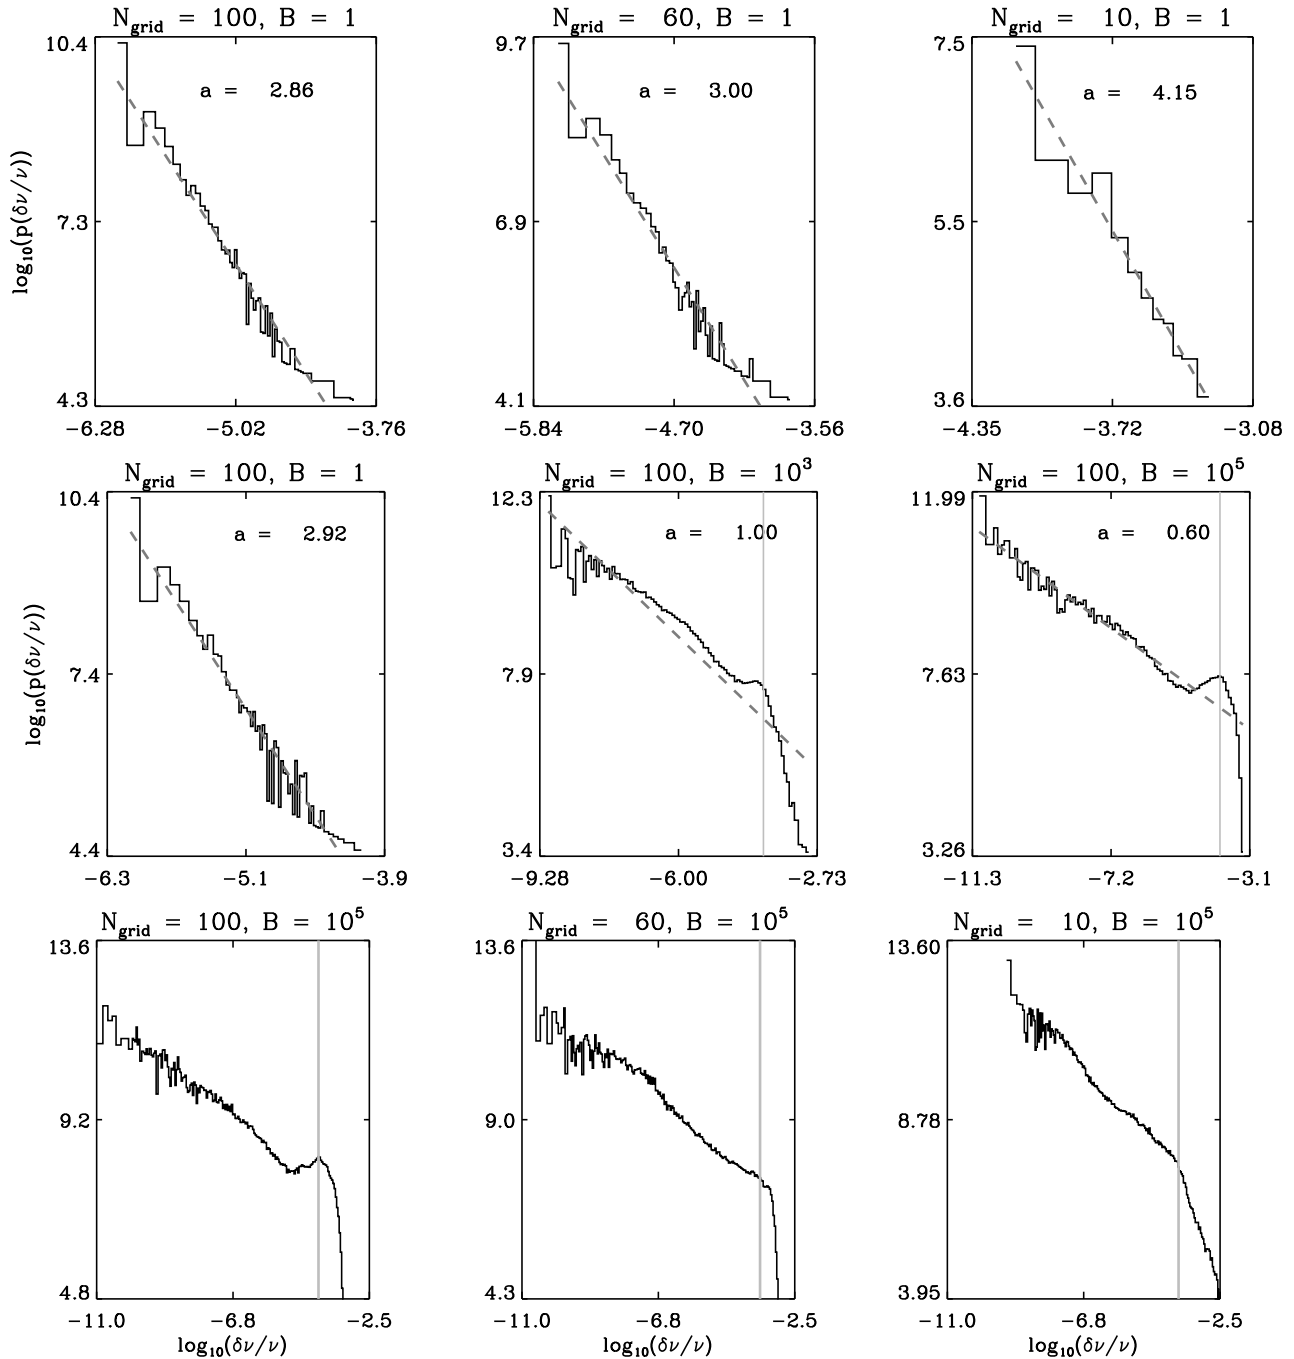 N_grid = 100, B = 1
N_grid = 60, B = 1
N_grid = 10, B = 1
10.4
7.3
4.3
a = 2.86
-6.28 -5.02 -3.76
9.7
6.9
4.1
a = 3.00
-5.84 -4.70 -3.56
7.5
5.5
3.6
a = 4.15
-4.35 -3.72 -3.08
log₁₀(p(δν/ν))
N_grid = 100, B = 1
N_grid = 100, B = 10³
N_grid = 100, B = 10⁵
10.4
7.4
4.4
a = 2.92
-6.3 -5.1 -3.9
12.3
7.9
3.4
a = 1.00
-9.28 -6.00 -2.73
11.99
7.63
3.26
a = 0.60
-11.3 -7.2 -3.1
log₁₀(p(δν/ν))
N_grid = 100, B = 10⁵
N_grid = 60, B = 10⁵
N_grid = 10, B = 10⁵
13.6
9.2
4.8
-11.0 -6.8 -2.5
log₁₀(δν/ν)
13.6
9.0
4.3
-11.0 -6.8 -2.5
log₁₀(δν/ν)
13.60
8.78
3.95
-11.0 -6.8 -2.5
log₁₀(δν/ν)